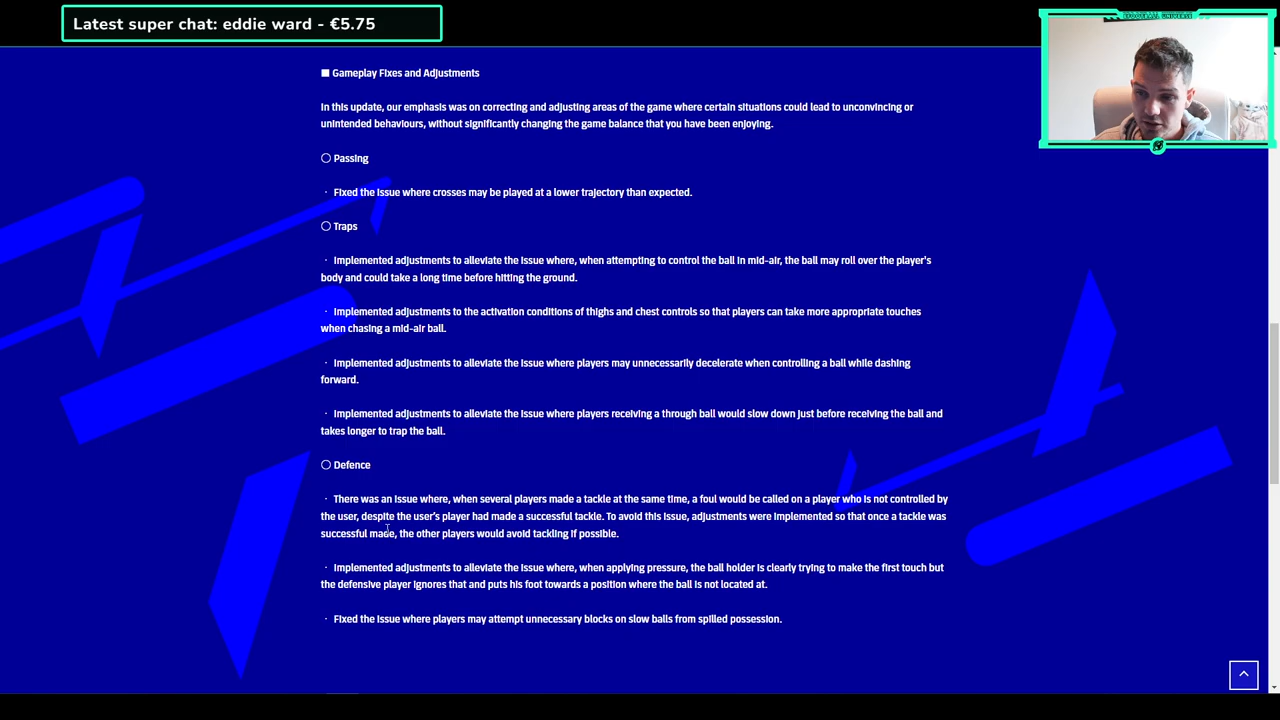 Latest super chat: eddie ward - €5.75
■ Gameplay Fixes and Adjustments
In this update, our emphasis was on correcting and adjusting areas of the game where certain situations could lead to unconvincing or
unintended behaviours, without significantly changing the game balance that you have been enjoying.
○ Passing
· Fixed the issue where crosses may be played at a lower trajectory than expected.
○ Traps
· Implemented adjustments to alleviate the issue where, when attempting to control the ball in mid-air, the ball may roll over the player's
body and could take a long time before hitting the ground.
· Implemented adjustments to the activation conditions of thighs and chest controls so that players can take more appropriate touches
when chasing a mid-air ball.
· Implemented adjustments to alleviate the issue where players may unnecessarily decelerate when controlling a ball while dashing
forward.
· Implemented adjustments to alleviate the issue where players receiving a through ball would slow down just before receiving the ball and
takes longer to trap the ball.
○ Defence
· There was an issue where, when several players made a tackle at the same time, a foul would be called on a player who is not controlled by
the user, despite the user's player had made a successful tackle. To avoid this issue, adjustments were implemented so that once a tackle was
successful made, the other players would avoid tackling if possible.
· Implemented adjustments to alleviate the issue where, when applying pressure, the ball holder is clearly trying to make the first touch but
the defensive player ignores that and puts his foot towards a position where the ball is not located at.
· Fixed the issue where players may attempt unnecessary blocks on slow balls from spilled possession.